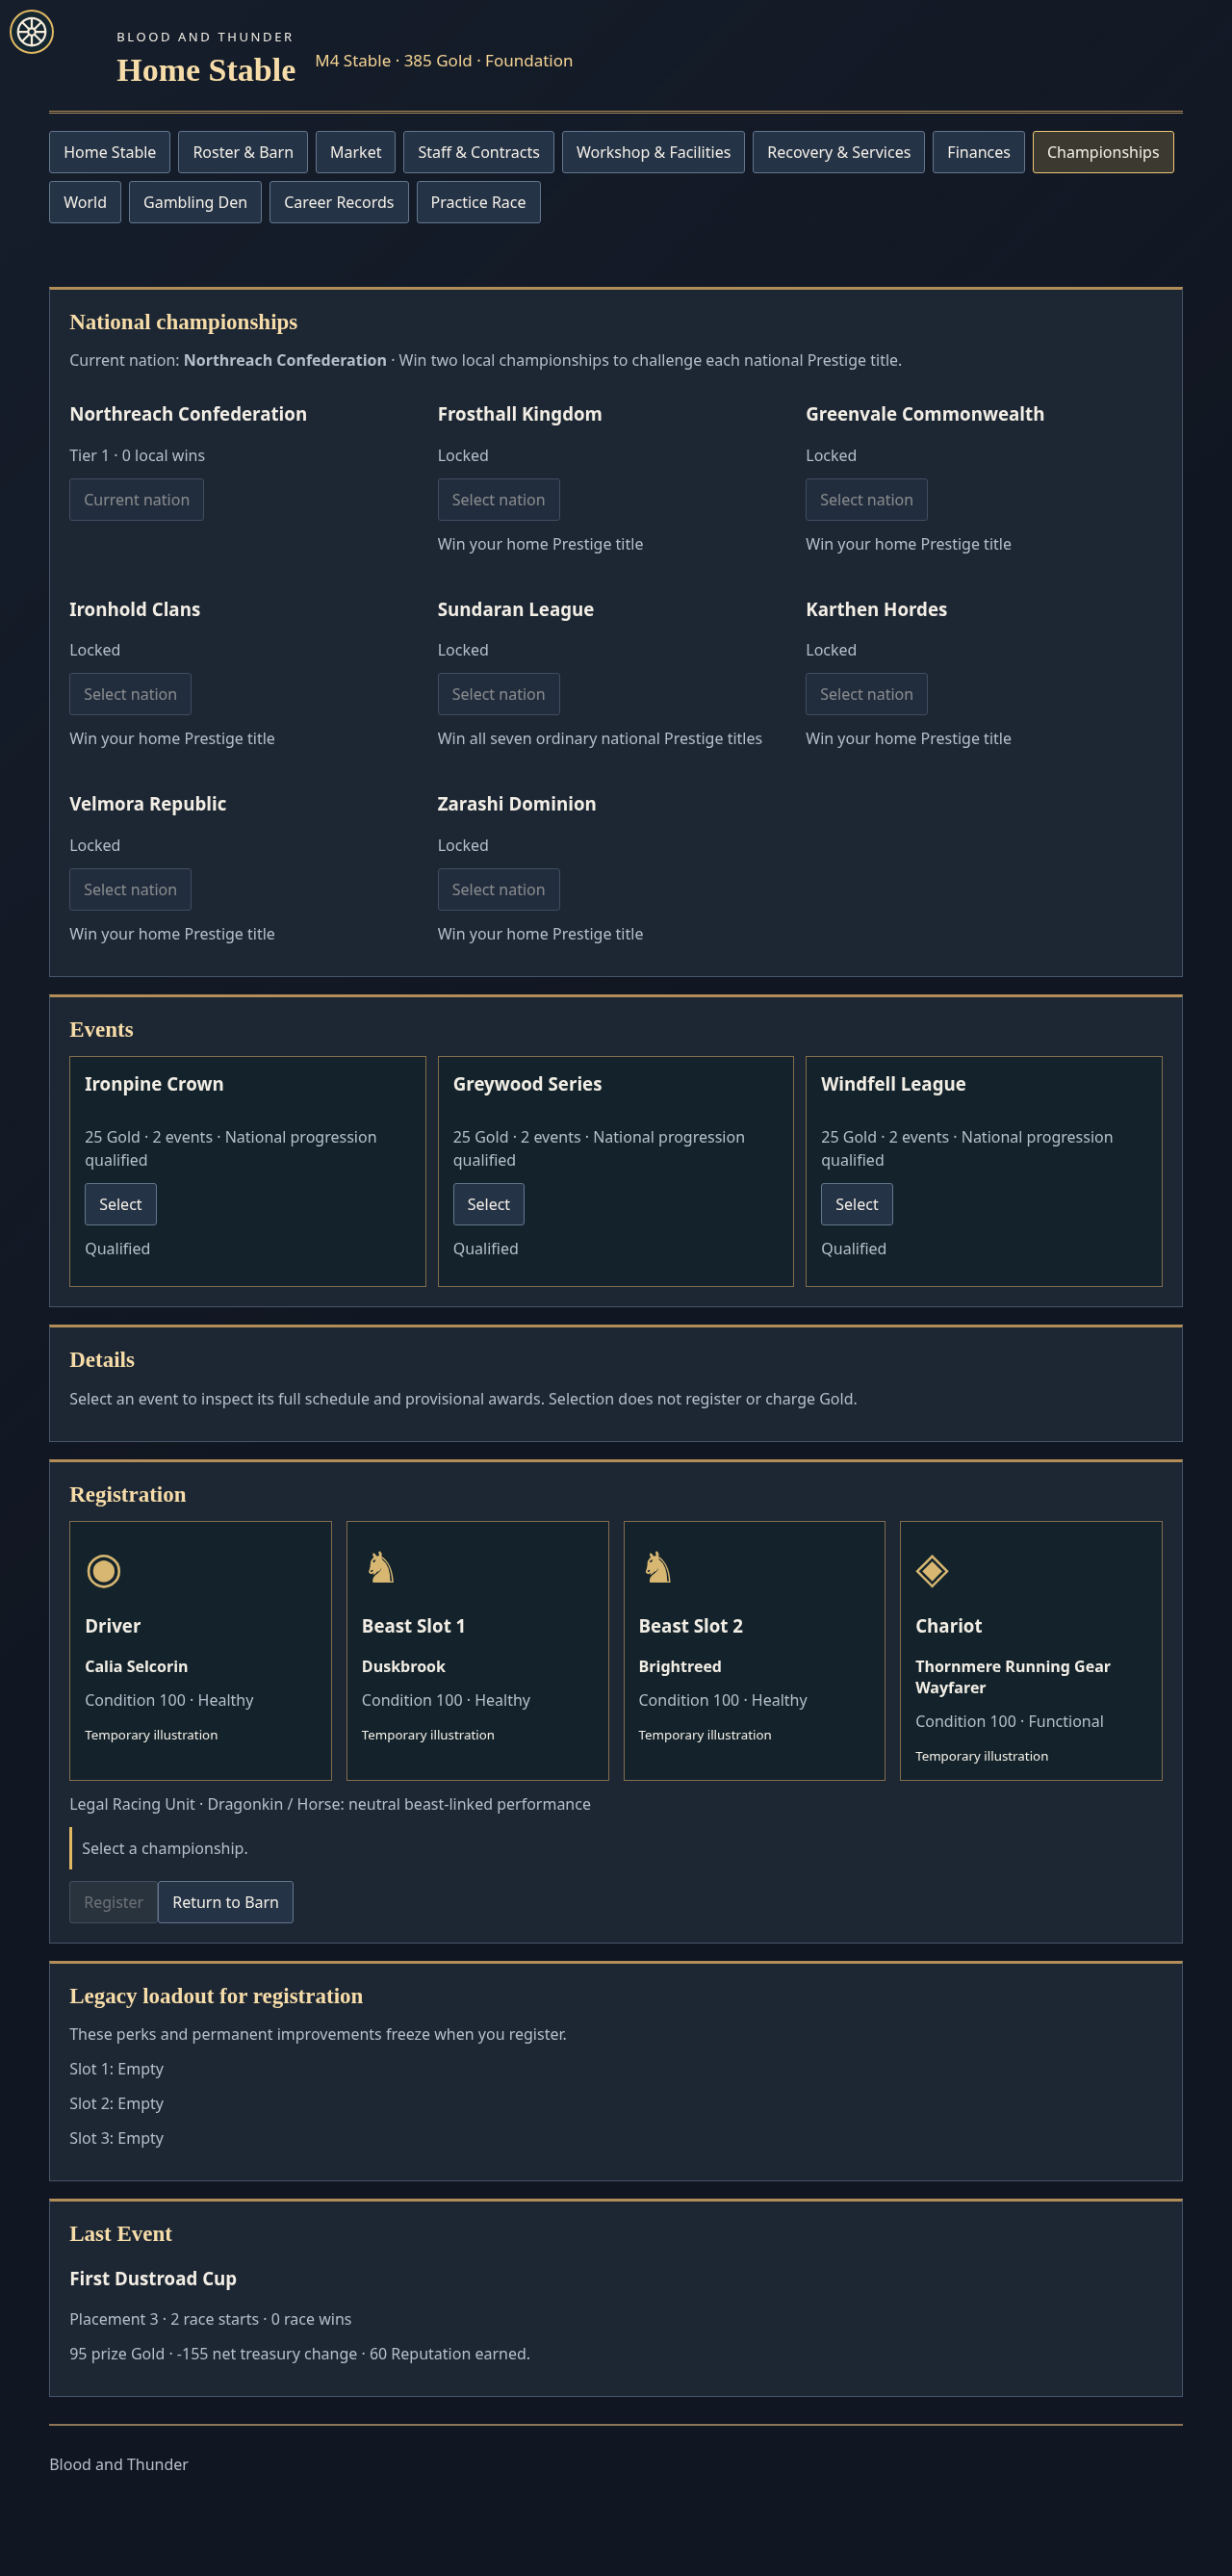 BLOOD AND THUNDER
Home Stable
M4 Stable · 385 Gold · Foundation
Home Stable
Roster & Barn
Market
Staff & Contracts
Workshop & Facilities
Recovery & Services
Finances
Championships
World
Gambling Den
Career Records
Practice Race
National championships
Current nation: Northreach Confederation · Win two local championships to challenge each national Prestige title.
Northreach Confederation
Tier 1 · 0 local wins
Current nation
Frosthall Kingdom
Locked
Select nation
Win your home Prestige title
Greenvale Commonwealth
Locked
Select nation
Win your home Prestige title
Ironhold Clans
Locked
Select nation
Win your home Prestige title
Sundaran League
Locked
Select nation
Win all seven ordinary national Prestige titles
Karthen Hordes
Locked
Select nation
Win your home Prestige title
Velmora Republic
Locked
Select nation
Win your home Prestige title
Zarashi Dominion
Locked
Select nation
Win your home Prestige title
Events
Ironpine Crown
25 Gold · 2 events · National progression
qualified
Select
Qualified
Greywood Series
25 Gold · 2 events · National progression
qualified
Select
Qualified
Windfell League
25 Gold · 2 events · National progression
qualified
Select
Qualified
Details
Select an event to inspect its full schedule and provisional awards. Selection does not register or charge Gold.
Registration
Driver
Calia Selcorin
Condition 100 · Healthy
Temporary illustration
Beast Slot 1
Duskbrook
Condition 100 · Healthy
Temporary illustration
Beast Slot 2
Brightreed
Condition 100 · Healthy
Temporary illustration
Chariot
Thornmere Running Gear
Wayfarer
Condition 100 · Functional
Temporary illustration
Legal Racing Unit · Dragonkin / Horse: neutral beast-linked performance
Select a championship.
Register
Return to Barn
Legacy loadout for registration
These perks and permanent improvements freeze when you register.
Slot 1: Empty
Slot 2: Empty
Slot 3: Empty
Last Event
First Dustroad Cup
Placement 3 · 2 race starts · 0 race wins
95 prize Gold · -155 net treasury change · 60 Reputation earned.
Blood and Thunder